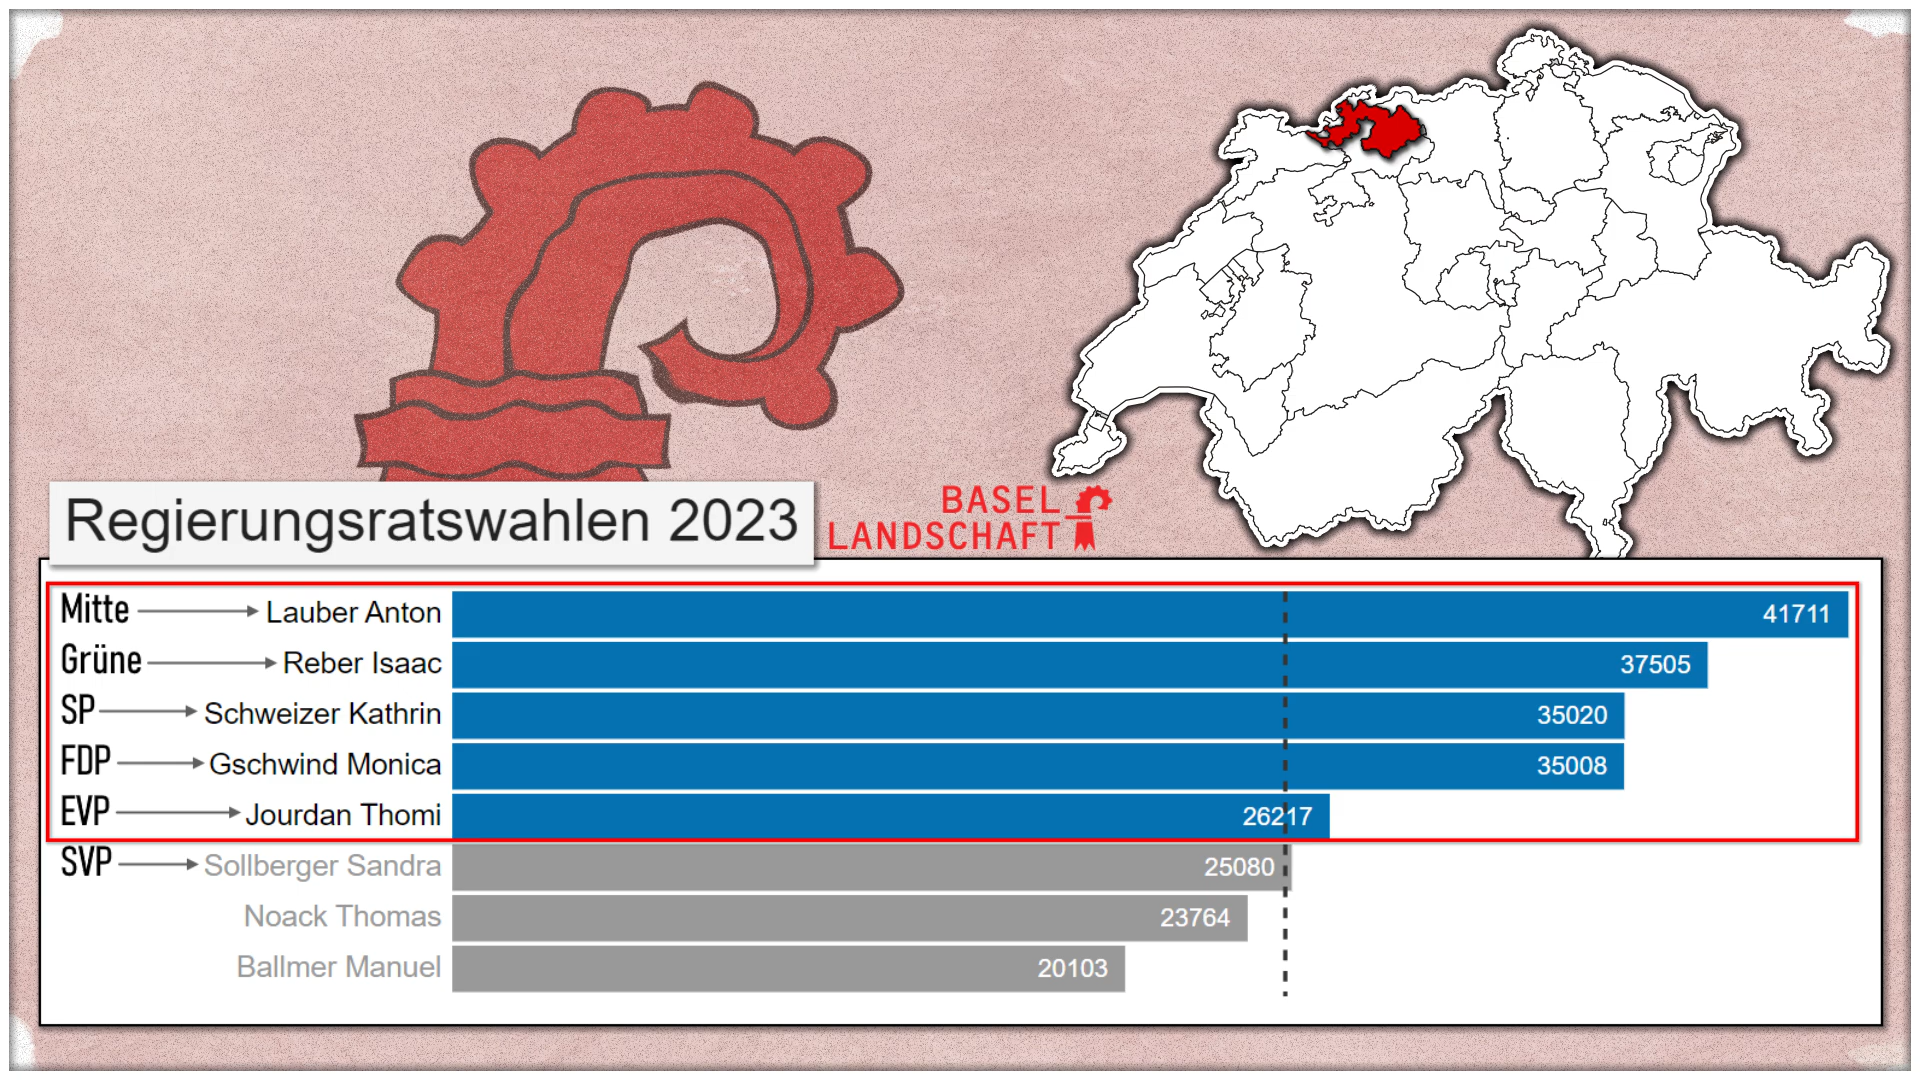 Regierungsratswahlen 2023
BASEL
LANDSCHAFT
Mitte Lauber Anton 41711
Grüne Reber Isaac 37505
SP Schweizer Kathrin 35020
FDP Gschwind Monica 35008
EVP Jourdan Thomi 26217
SVP Sollberger Sandra 25080
Noack Thomas 23764
Ballmer Manuel 20103